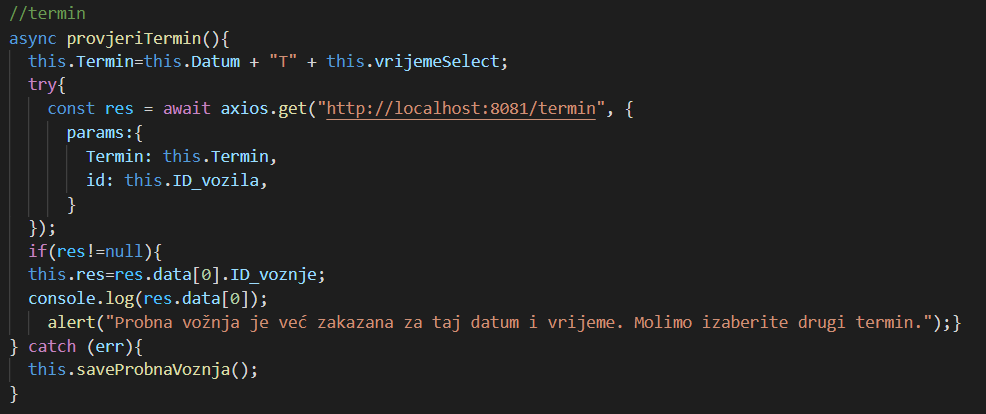 //termin
async provjeriTermin(){
this.Termin=this.Datum + "T" + this.vrijemeSelect;
try{
const res = await axios.get("http://localhost:8081/termin", {
params:{
Termin: this.Termin,
id: this.ID_vozila,
}
});
if(res!=null){
this.res=res.data[0].ID_voznje;
console.log(res.data[0]);
alert("Probna vožnja je već zakazana za taj datum i vrijeme. Molimo izaberite drugi termin.");}
} catch (err){
this.saveProbnaVoznja();
}